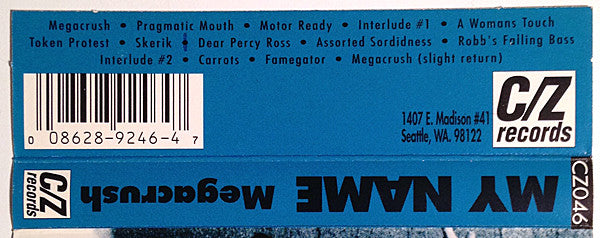 Megacrush • Pragmatic Mouth • Motor Ready • Interlude #1 • A Womans Touch
Token Protest • Skerik • Dear Percy Ross • Assorted Sordidness • Robb's Failing Bass
Interlude #2 • Carrots • Famegator • Megacrush (slight return)
0 08628-9246-4 7
1407 E. Madison #41
Seattle, WA. 98122
C/Z
records
CZ046
MY NAME Megacrush
C/Z
records